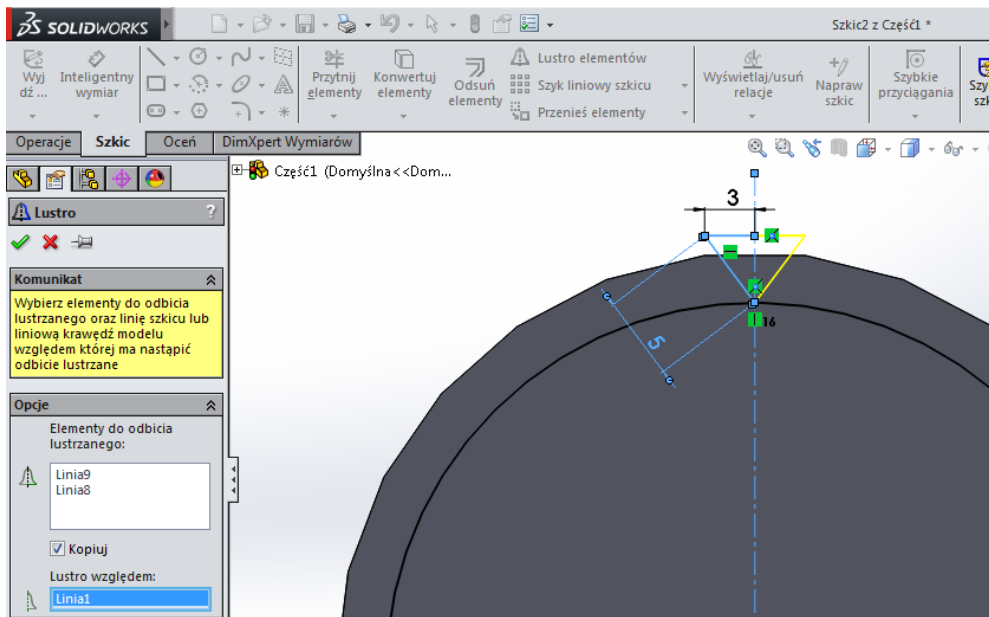 SOLIDWORKS
Szkic2 z Część1 *
Wyj
dź ...
Inteligentny
wymiar
Przytnij
elementy
Konwertuj
elementy
Odsuń
elementy
Lustro elementów
Szyk liniowy szkicu
Przenieś elementy
Wyświetlaj/usuń
relacje
Napraw
szkic
Szybkie
przyciągania
Operacje
Szkic
Oceń
DimXpert Wymiarów
Część1 (Domyślna<<Dom...
Lustro
?
Komunikat
Wybierz elementy do odbicia
lustrzanego oraz linię szkicu lub
liniową krawędź modelu
względem której ma nastąpić
odbicie lustrzane
Opcje
Elementy do odbicia
lustrzanego:
Linia9
Linia8
Kopiuj
Lustro względem:
Linia1
3
5
16